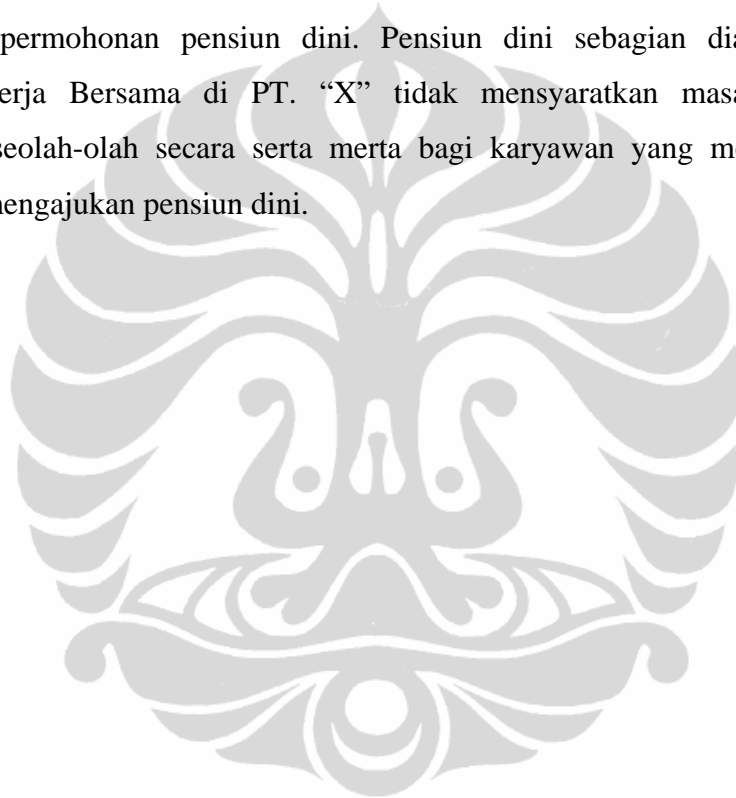 permohonan pensiun dini. Pensiun dini sebagian dia
erja Bersama di PT. “X” tidak mensyaratkan masa
seolah-olah secara serta merta bagi karyawan yang me
mengajukan pensiun dini.